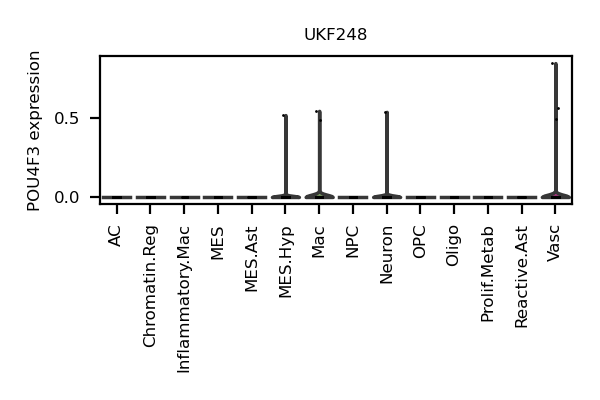 UKF248
POU4F3 expression
0.5
0.0
AC
Chromatin.Reg
Inflammatory.Mac
MES
MES.Ast
MES.Hyp
Mac
NPC
Neuron
OPC
Oligo
Prolif.Metab
Reactive.Ast
Vasc